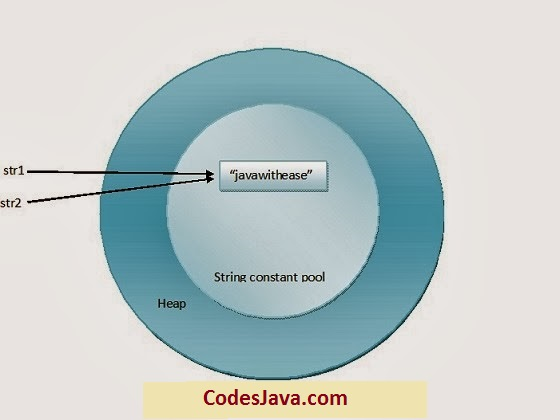 str1
"javawithease"
str2
String constant pool
Heap
CodesJava.com